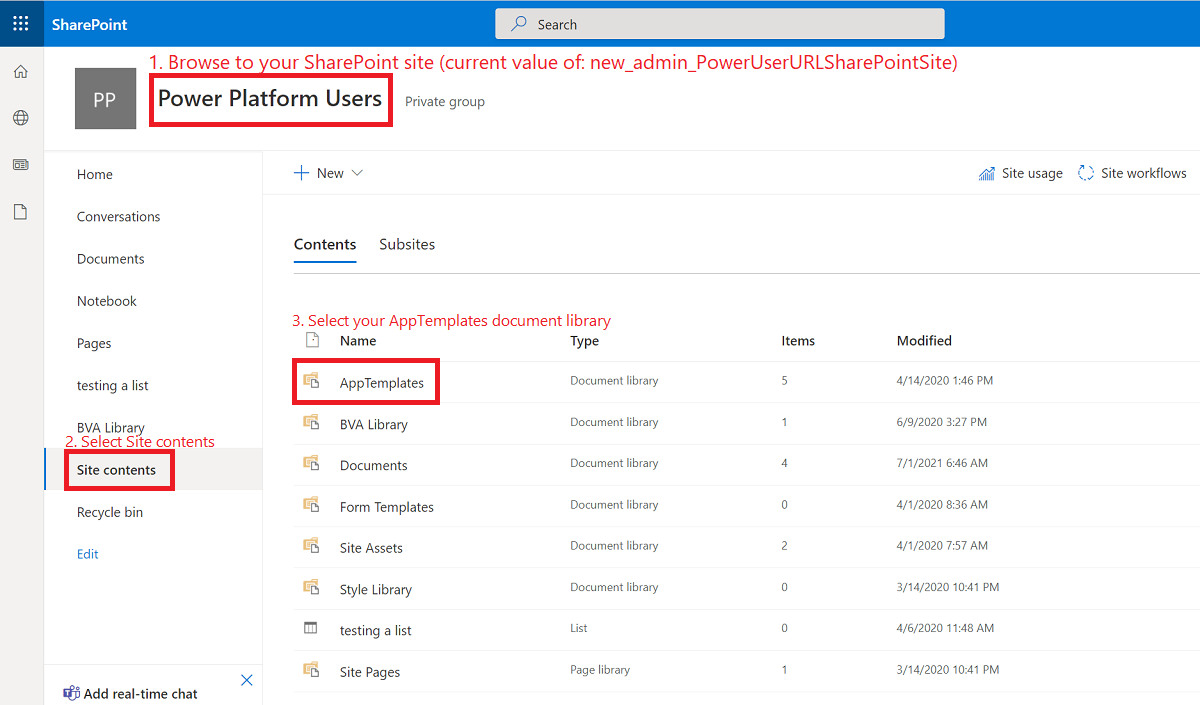 SharePoint
Search
1. Browse to your SharePoint site (current value of: new_admin_PowerUserURLSharePointSite)
PP
Power Platform Users
Private group
Home
Conversations
Documents
Notebook
Pages
testing a list
BVA Library
2. Select Site contents
Site contents
Recycle bin
Edit
Add real-time chat
New
Site usage
Site workflows
Contents Subsites
3. Select your AppTemplates document library
Name Type Items Modified
AppTemplates Document library 5 4/14/2020 1:46 PM
BVA Library Document library 1 6/9/2020 3:27 PM
Documents Document library 4 7/1/2021 6:46 AM
Form Templates Document library 0 4/1/2020 8:36 AM
Site Assets Document library 2 4/1/2020 7:57 AM
Style Library Document library 0 3/14/2020 10:41 PM
testing a list List 0 4/6/2020 11:48 AM
Site Pages Page library 1 3/14/2020 10:41 PM